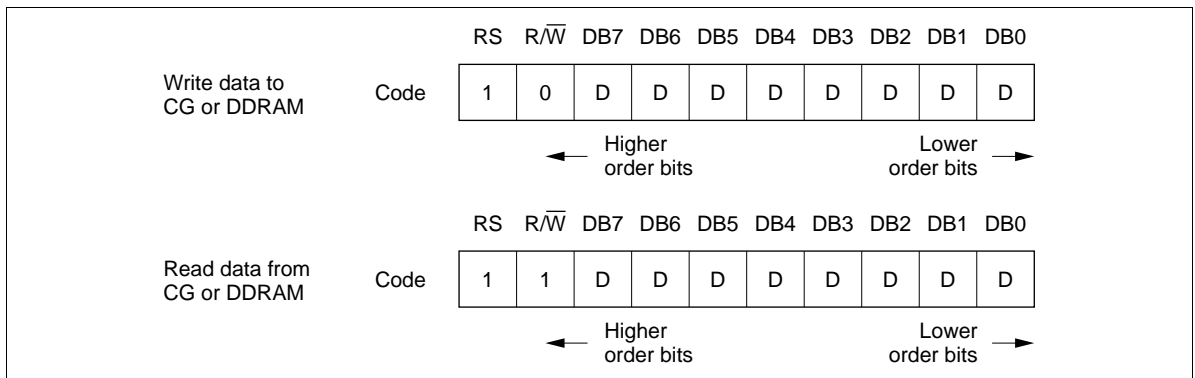 RS R/W̅ DB7 DB6 DB5 DB4 DB3 DB2 DB1 DB0
Write data to
CG or DDRAM
Code 1 0 D D D D D D D D
Higher
order bits
Lower
order bits
RS R/W̅ DB7 DB6 DB5 DB4 DB3 DB2 DB1 DB0
Read data from
CG or DDRAM
Code 1 1 D D D D D D D D
Higher
order bits
Lower
order bits